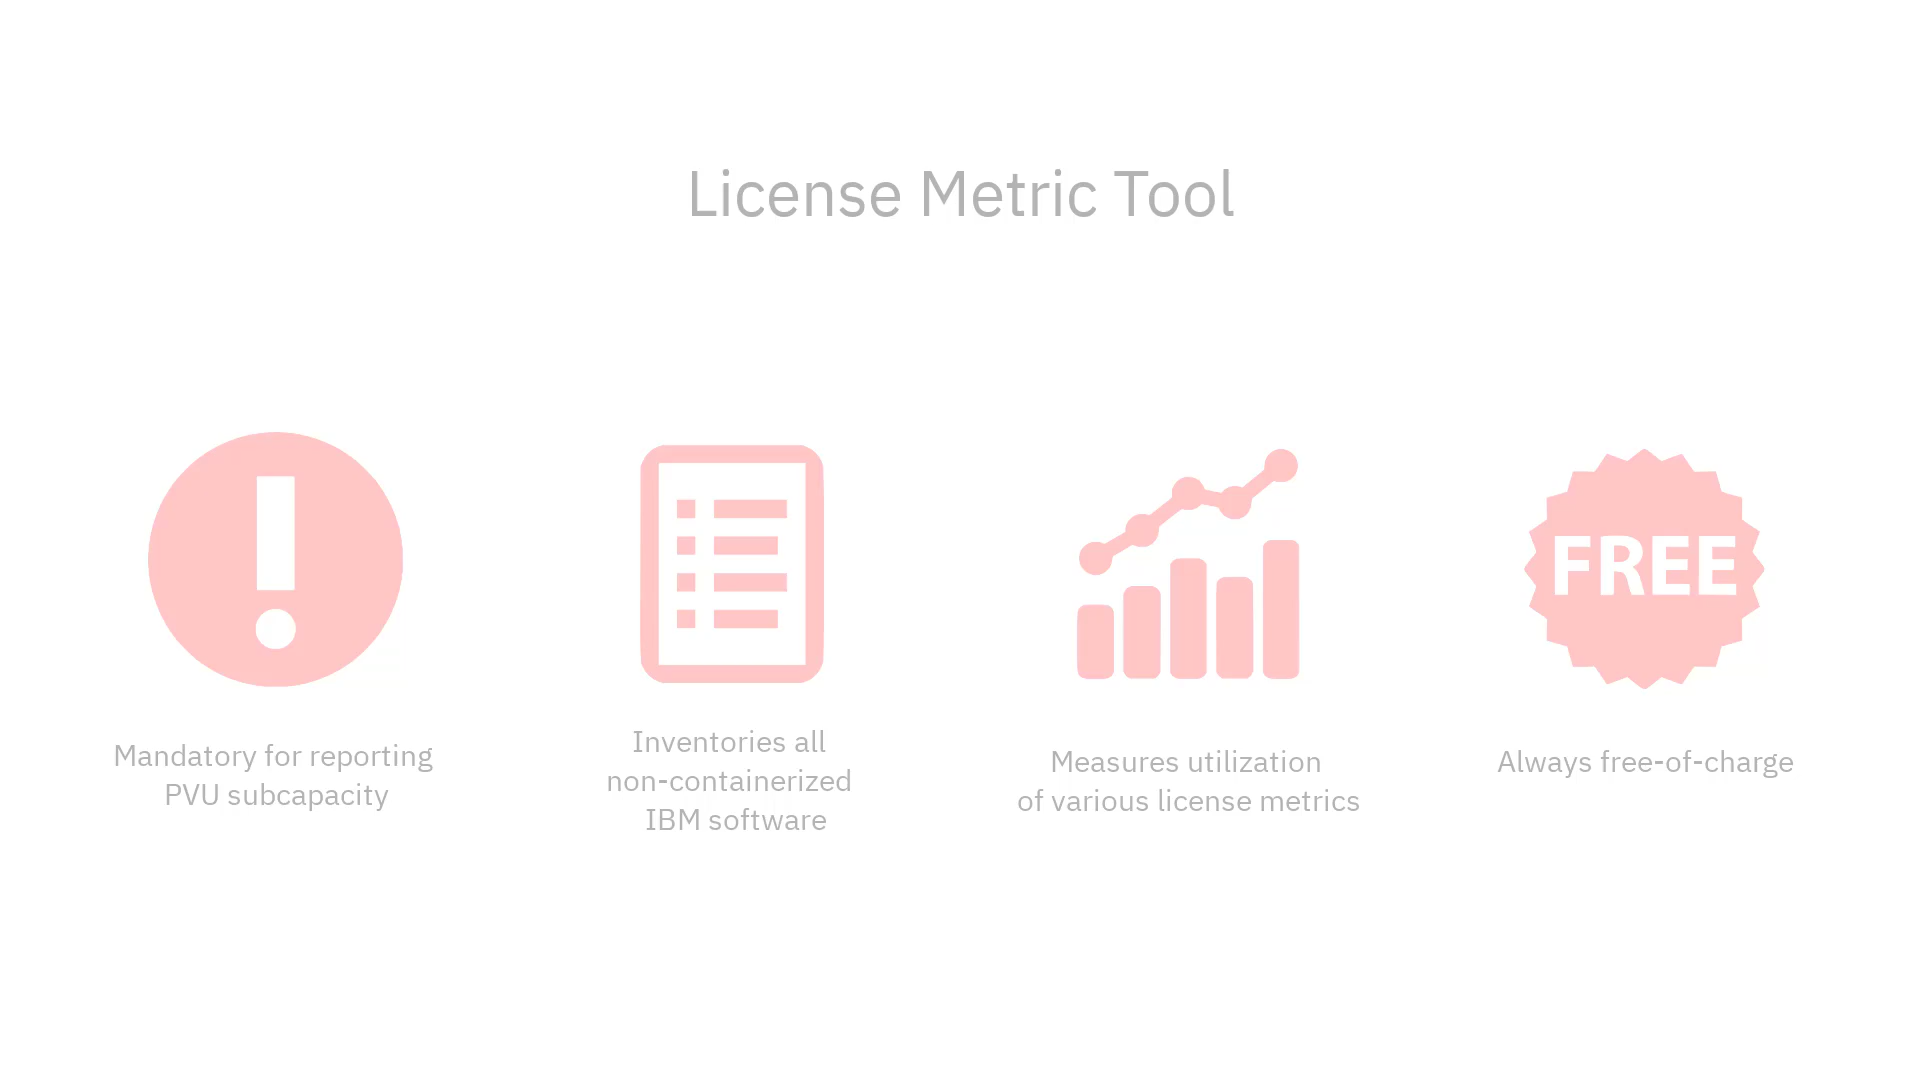 License Metric Tool
FREE
Mandatory for reporting
PVU subcapacity
Inventories all
non-containerized
IBM software
Measures utilization
of various license metrics
Always free-of-charge